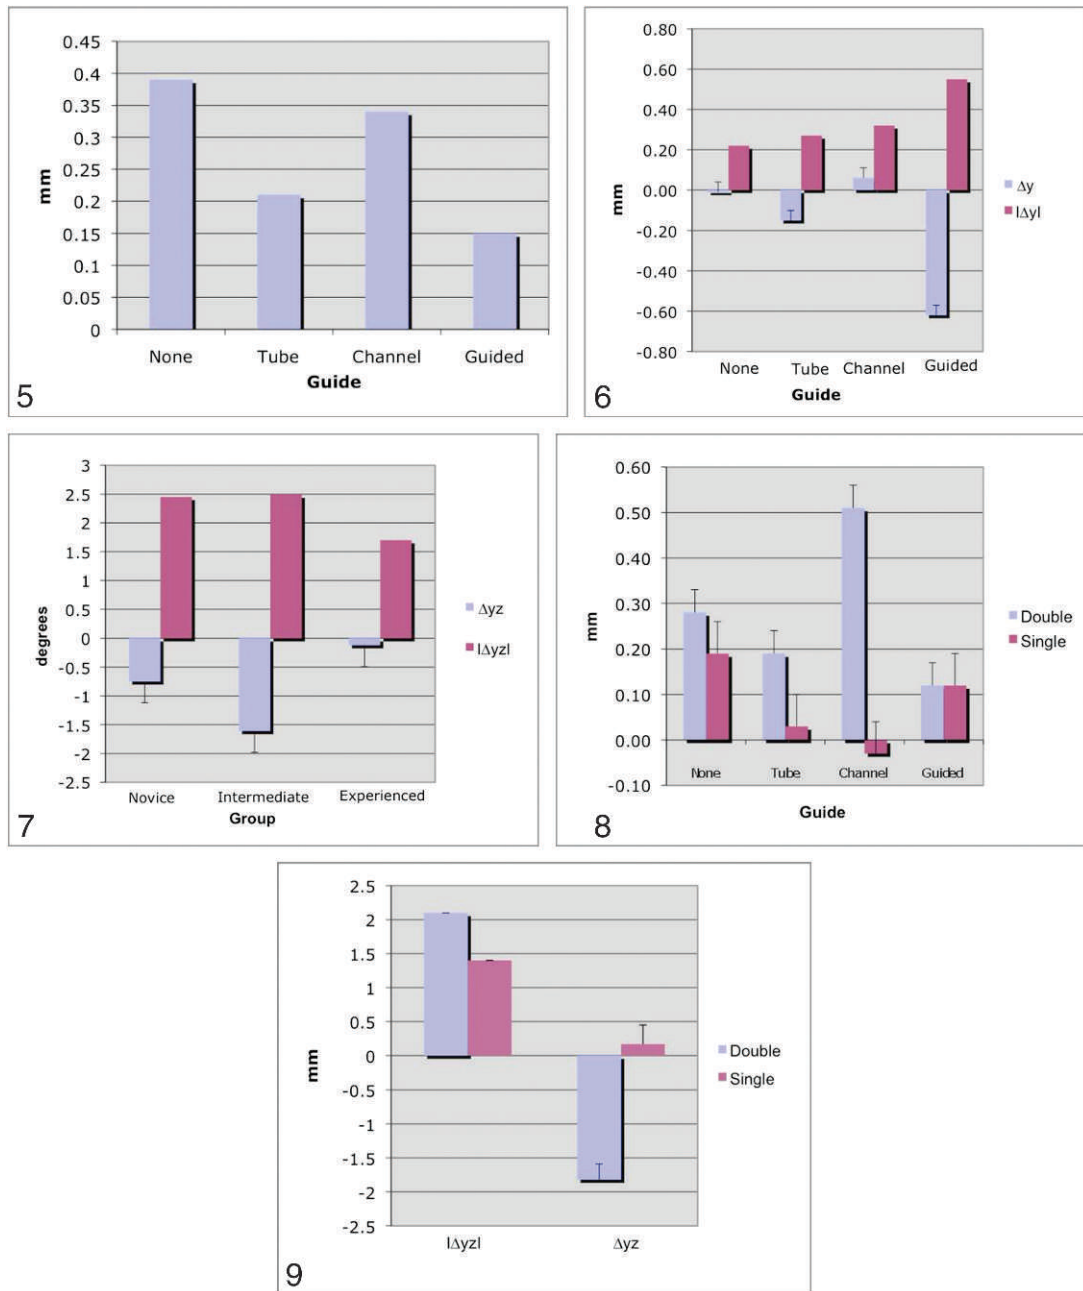 0.45
0.4
0.35
0.3
0.25
0.2
0.15
0.1
0.05
0
mm
None Tube Channel Guided
Guide
5
0.80
0.60
0.40
0.20
0.00
-0.20
-0.40
-0.60
-0.80
mm
Δy
IΔyI
None Tube Channel Guided
Guide
6
3
2.5
2
1.5
1
0.5
0
-0.5
-1
-1.5
-2
-2.5
degrees
Δyz
IΔyzI
Novice Intermediate Experienced
Group
7
0.60
0.50
0.40
0.30
0.20
0.10
0.00
-0.10
mm
Double
Single
None Tube Channel Guided
Guide
8
2.5
2
1.5
1
0.5
0
-0.5
-1
-1.5
-2
-2.5
mm
Double
Single
IΔyzI Δyz
9